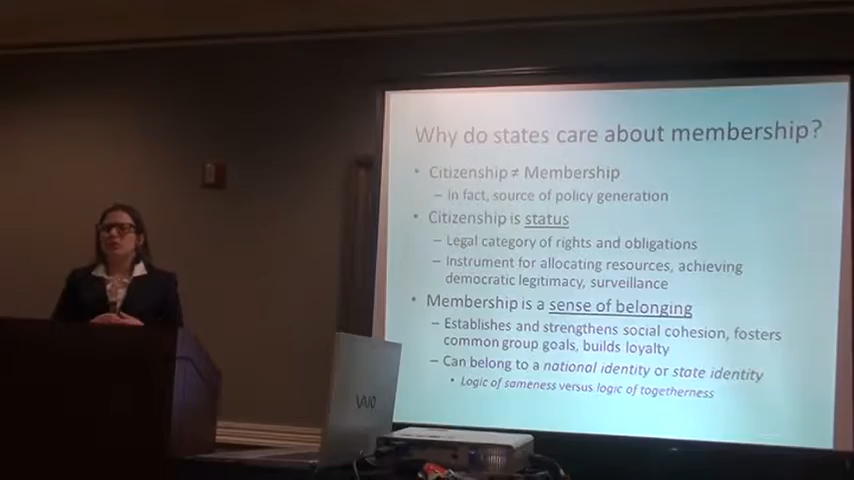 Why do states care about membership?
• Citizenship ≠ Membership
– In fact, source of policy generation
• Citizenship is status
– Legal category of rights and obligations
– Instrument for allocating resources, achieving
democratic legitimacy, surveillance
• Membership is a sense of belonging
– Establishes and strengthens social cohesion, fosters
common group goals, builds loyalty
– Can belong to a national identity or state identity
• Logic of sameness versus logic of togetherness
VAIO